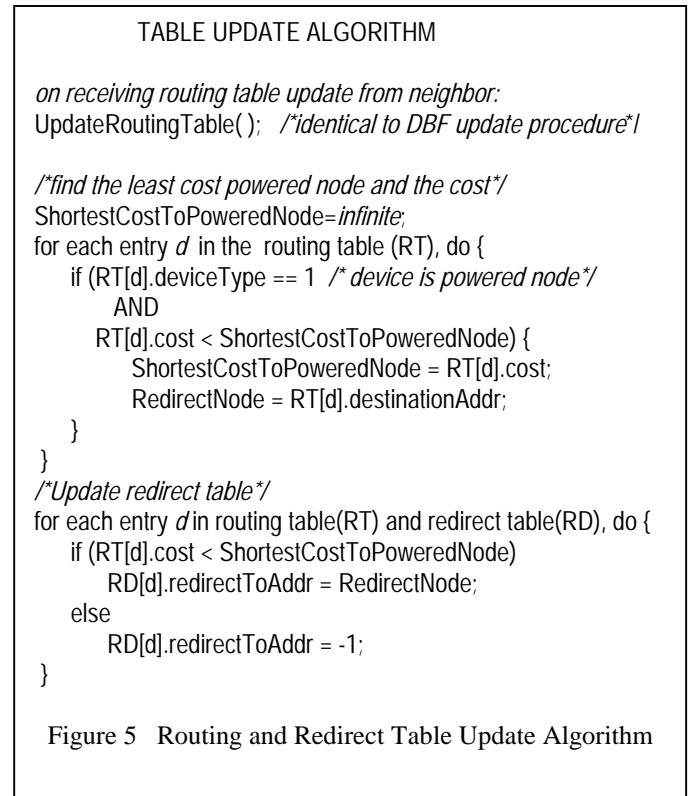 TABLE UPDATE ALGORITHM
on receiving routing table update from neighbor:
UpdateRoutingTable( ); /*identical to DBF update procedure*/
/*find the least cost powered node and the cost*/
ShortestCostToPoweredNode=infinite;
for each entry d in the routing table (RT), do {
if (RT[d].deviceType == 1 /* device is powered node*/
AND
RT[d].cost < ShortestCostToPoweredNode) {
ShortestCostToPoweredNode = RT[d].cost;
RedirectNode = RT[d].destinationAddr;
}
}
/*Update redirect table*/
for each entry d in routing table(RT) and redirect table(RD), do {
if (RT[d].cost < ShortestCostToPoweredNode)
RD[d].redirectToAddr = RedirectNode;
else
RD[d].redirectToAddr = -1;
}
Figure 5 Routing and Redirect Table Update Algorithm